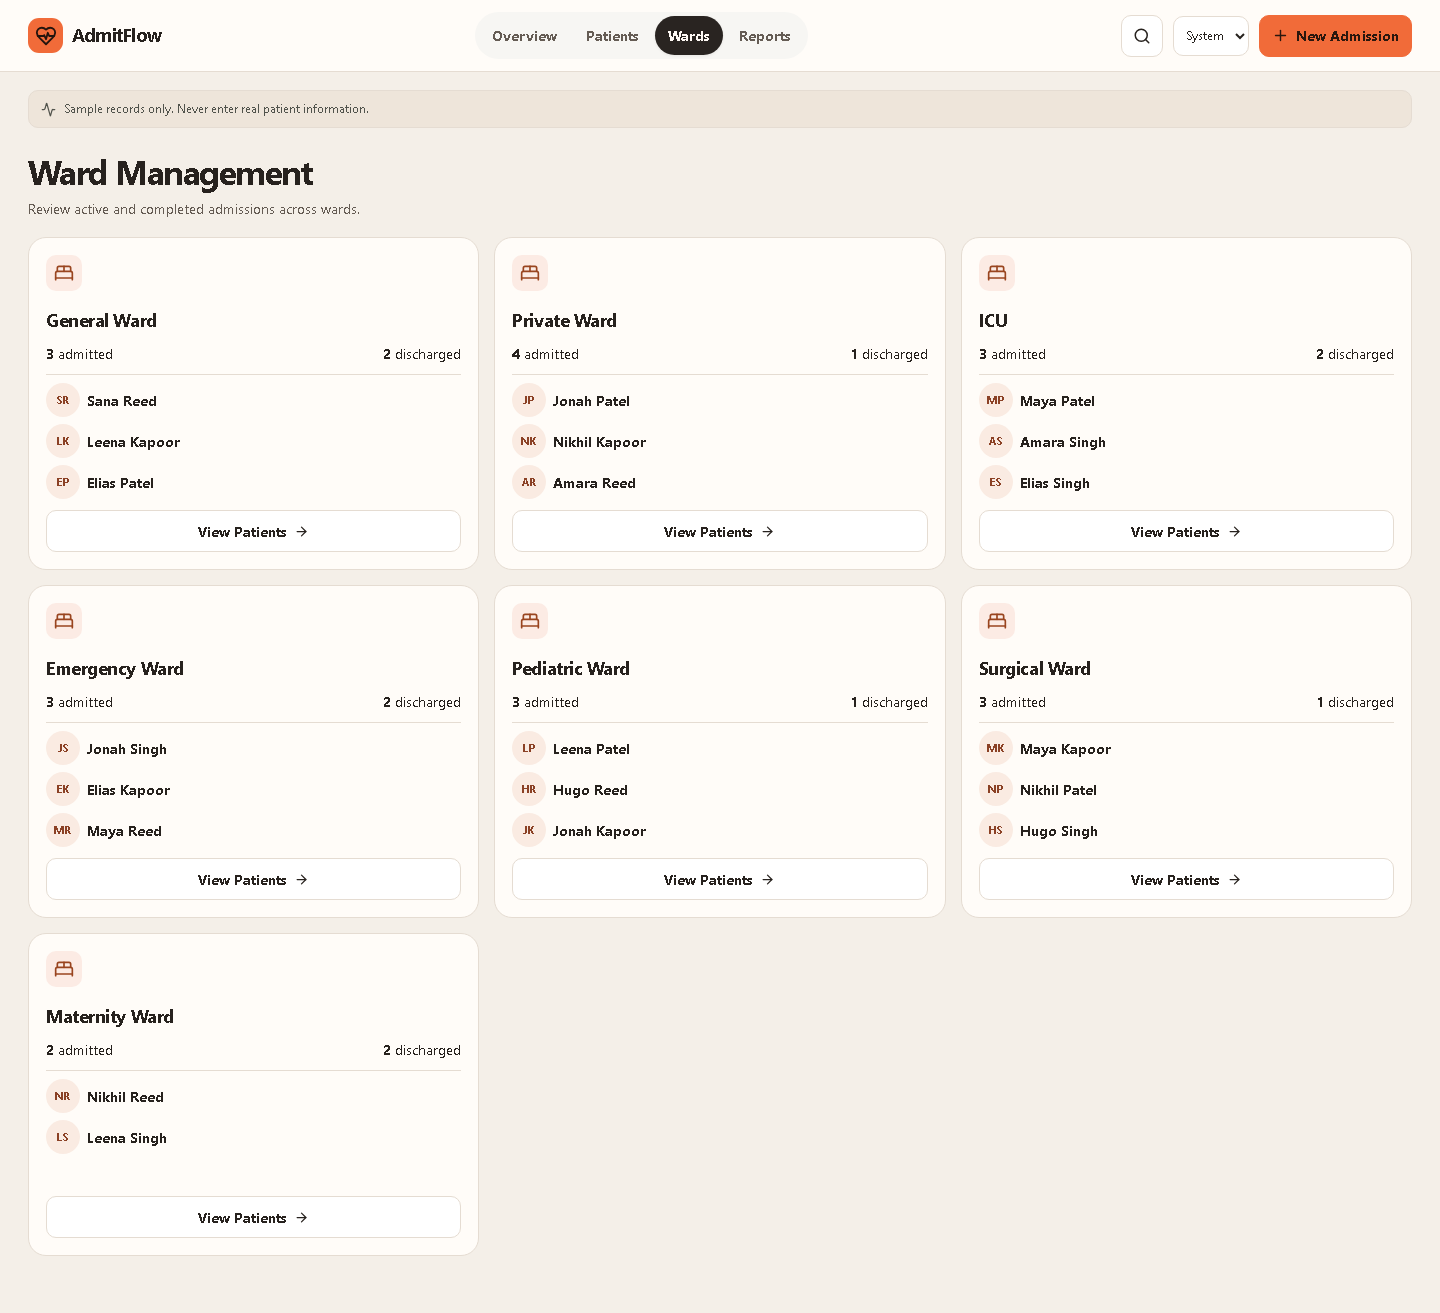 AdmitFlow
Overview Patients Wards Reports
System
New Admission
Sample records only. Never enter real patient information.
Ward Management
Review active and completed admissions across wards.
General Ward
3 admitted 2 discharged
SR Sana Reed
LK Leena Kapoor
EP Elias Patel
View Patients
Private Ward
4 admitted 1 discharged
JP Jonah Patel
NK Nikhil Kapoor
AR Amara Reed
View Patients
ICU
3 admitted 2 discharged
MP Maya Patel
AS Amara Singh
ES Elias Singh
View Patients
Emergency Ward
3 admitted 2 discharged
JS Jonah Singh
EK Elias Kapoor
MR Maya Reed
View Patients
Pediatric Ward
3 admitted 1 discharged
LP Leena Patel
HR Hugo Reed
JK Jonah Kapoor
View Patients
Surgical Ward
3 admitted 1 discharged
MK Maya Kapoor
NP Nikhil Patel
HS Hugo Singh
View Patients
Maternity Ward
2 admitted 2 discharged
NR Nikhil Reed
LS Leena Singh
View Patients